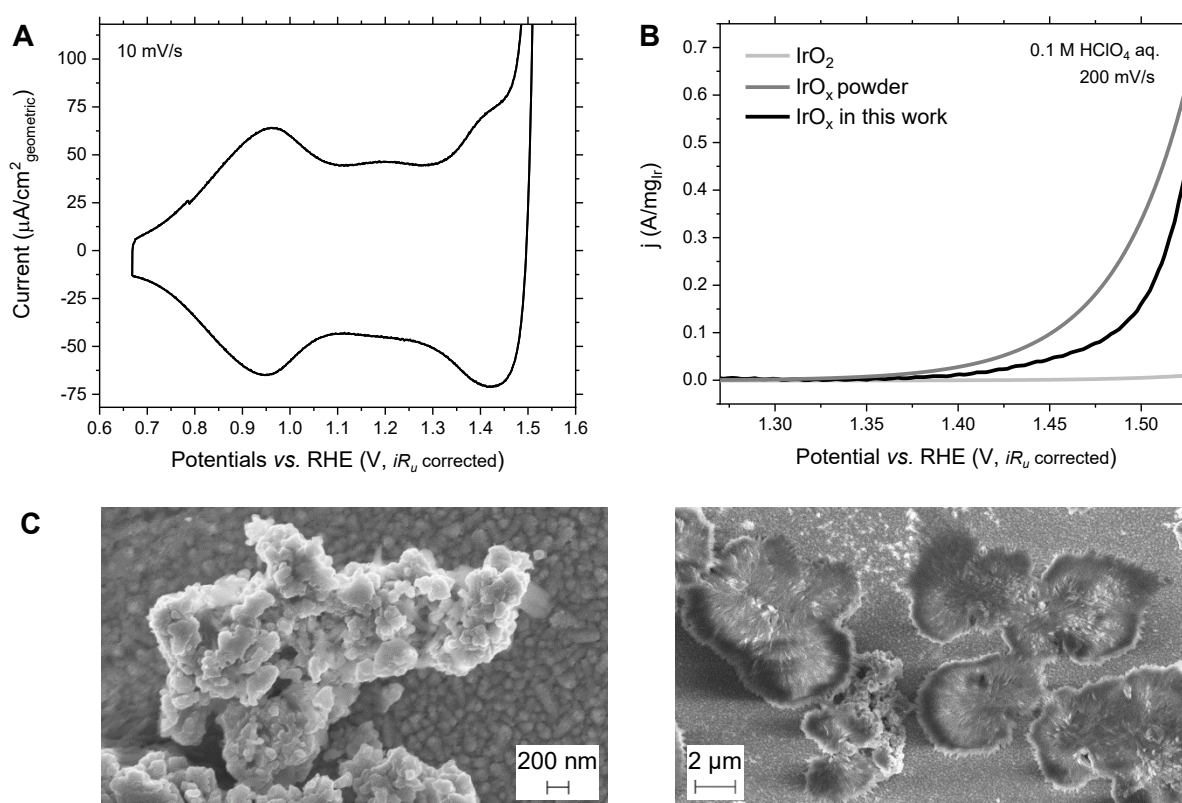 A
10 mV/s
100
75
50
25
0
-25
-50
-75
Current (μA/cm²geometric)
0.6 0.7 0.8 0.9 1.0 1.1 1.2 1.3 1.4 1.5 1.6
Potentials vs. RHE (V, iRu corrected)
B
IrO2
IrOx powder
IrOx in this work
0.1 M HClO4 aq.
200 mV/s
0.7
0.6
0.5
0.4
0.3
0.2
0.1
0.0
j (A/mgIr)
1.30 1.35 1.40 1.45 1.50
Potential vs. RHE (V, iRu corrected)
C
200 nm
2 μm